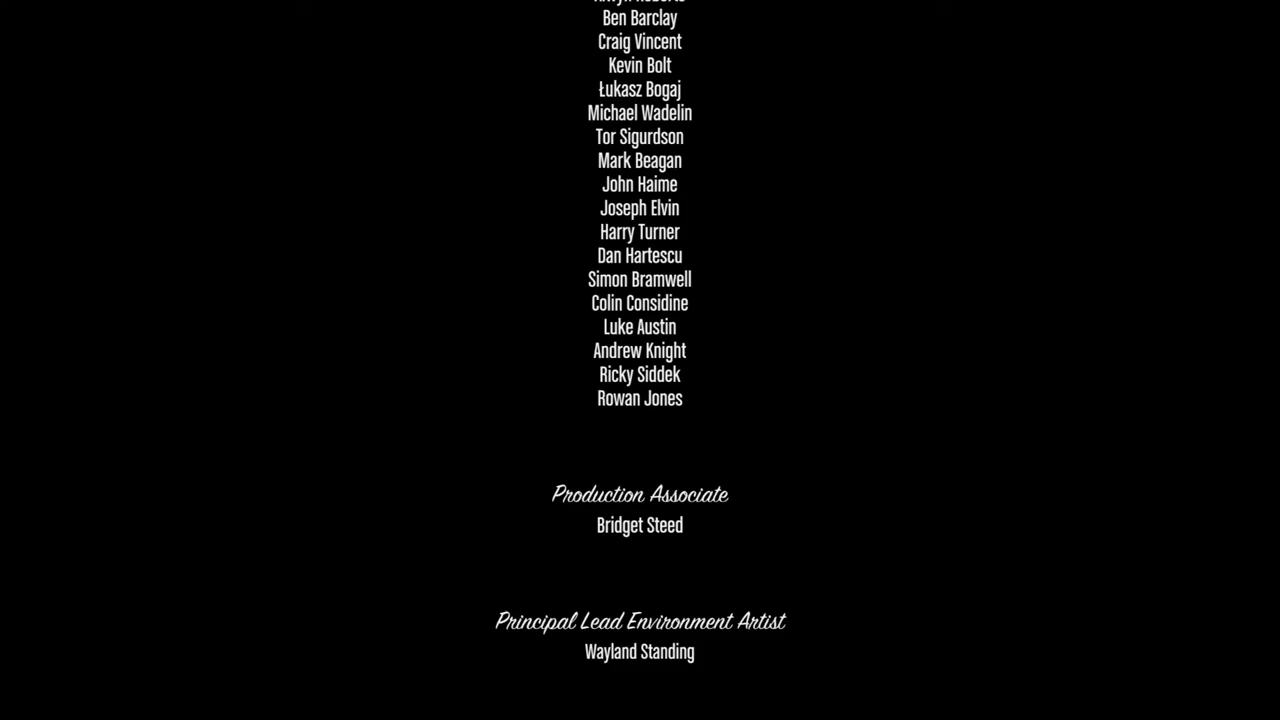 Ben Barclay
Craig Vincent
Kevin Bolt
Łukasz Bogaj
Michael Wadelin
Tor Sigurdson
Mark Beagan
John Haime
Joseph Elvin
Harry Turner
Dan Hartescu
Simon Bramwell
Colin Considine
Luke Austin
Andrew Knight
Ricky Siddek
Rowan Jones
Production Associate
Bridget Steed
Principal Lead Environment Artist
Wayland Standing